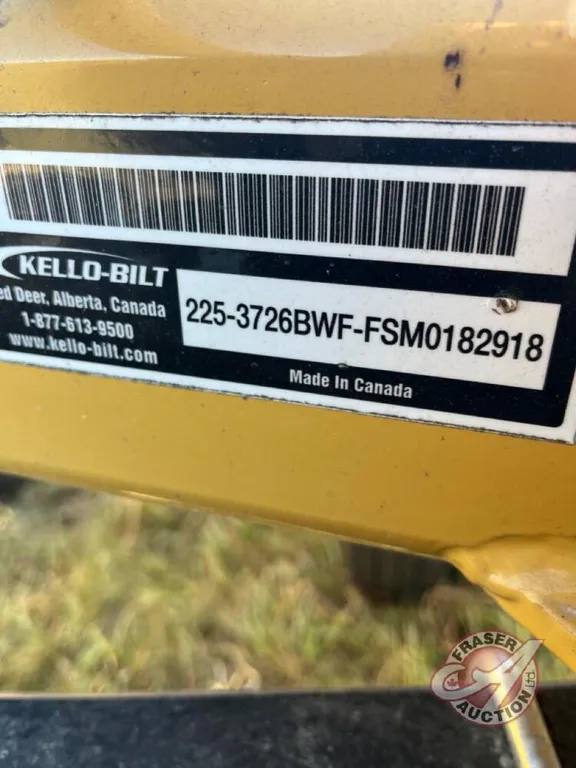 KELLO-BILT
ed Deer, Alberta, Canada
1-877-613-9500
www.kello-bilt.com
225-3726BWF-FSM0182918
Made In Canada
FRASER
AUCTION
Ltd.